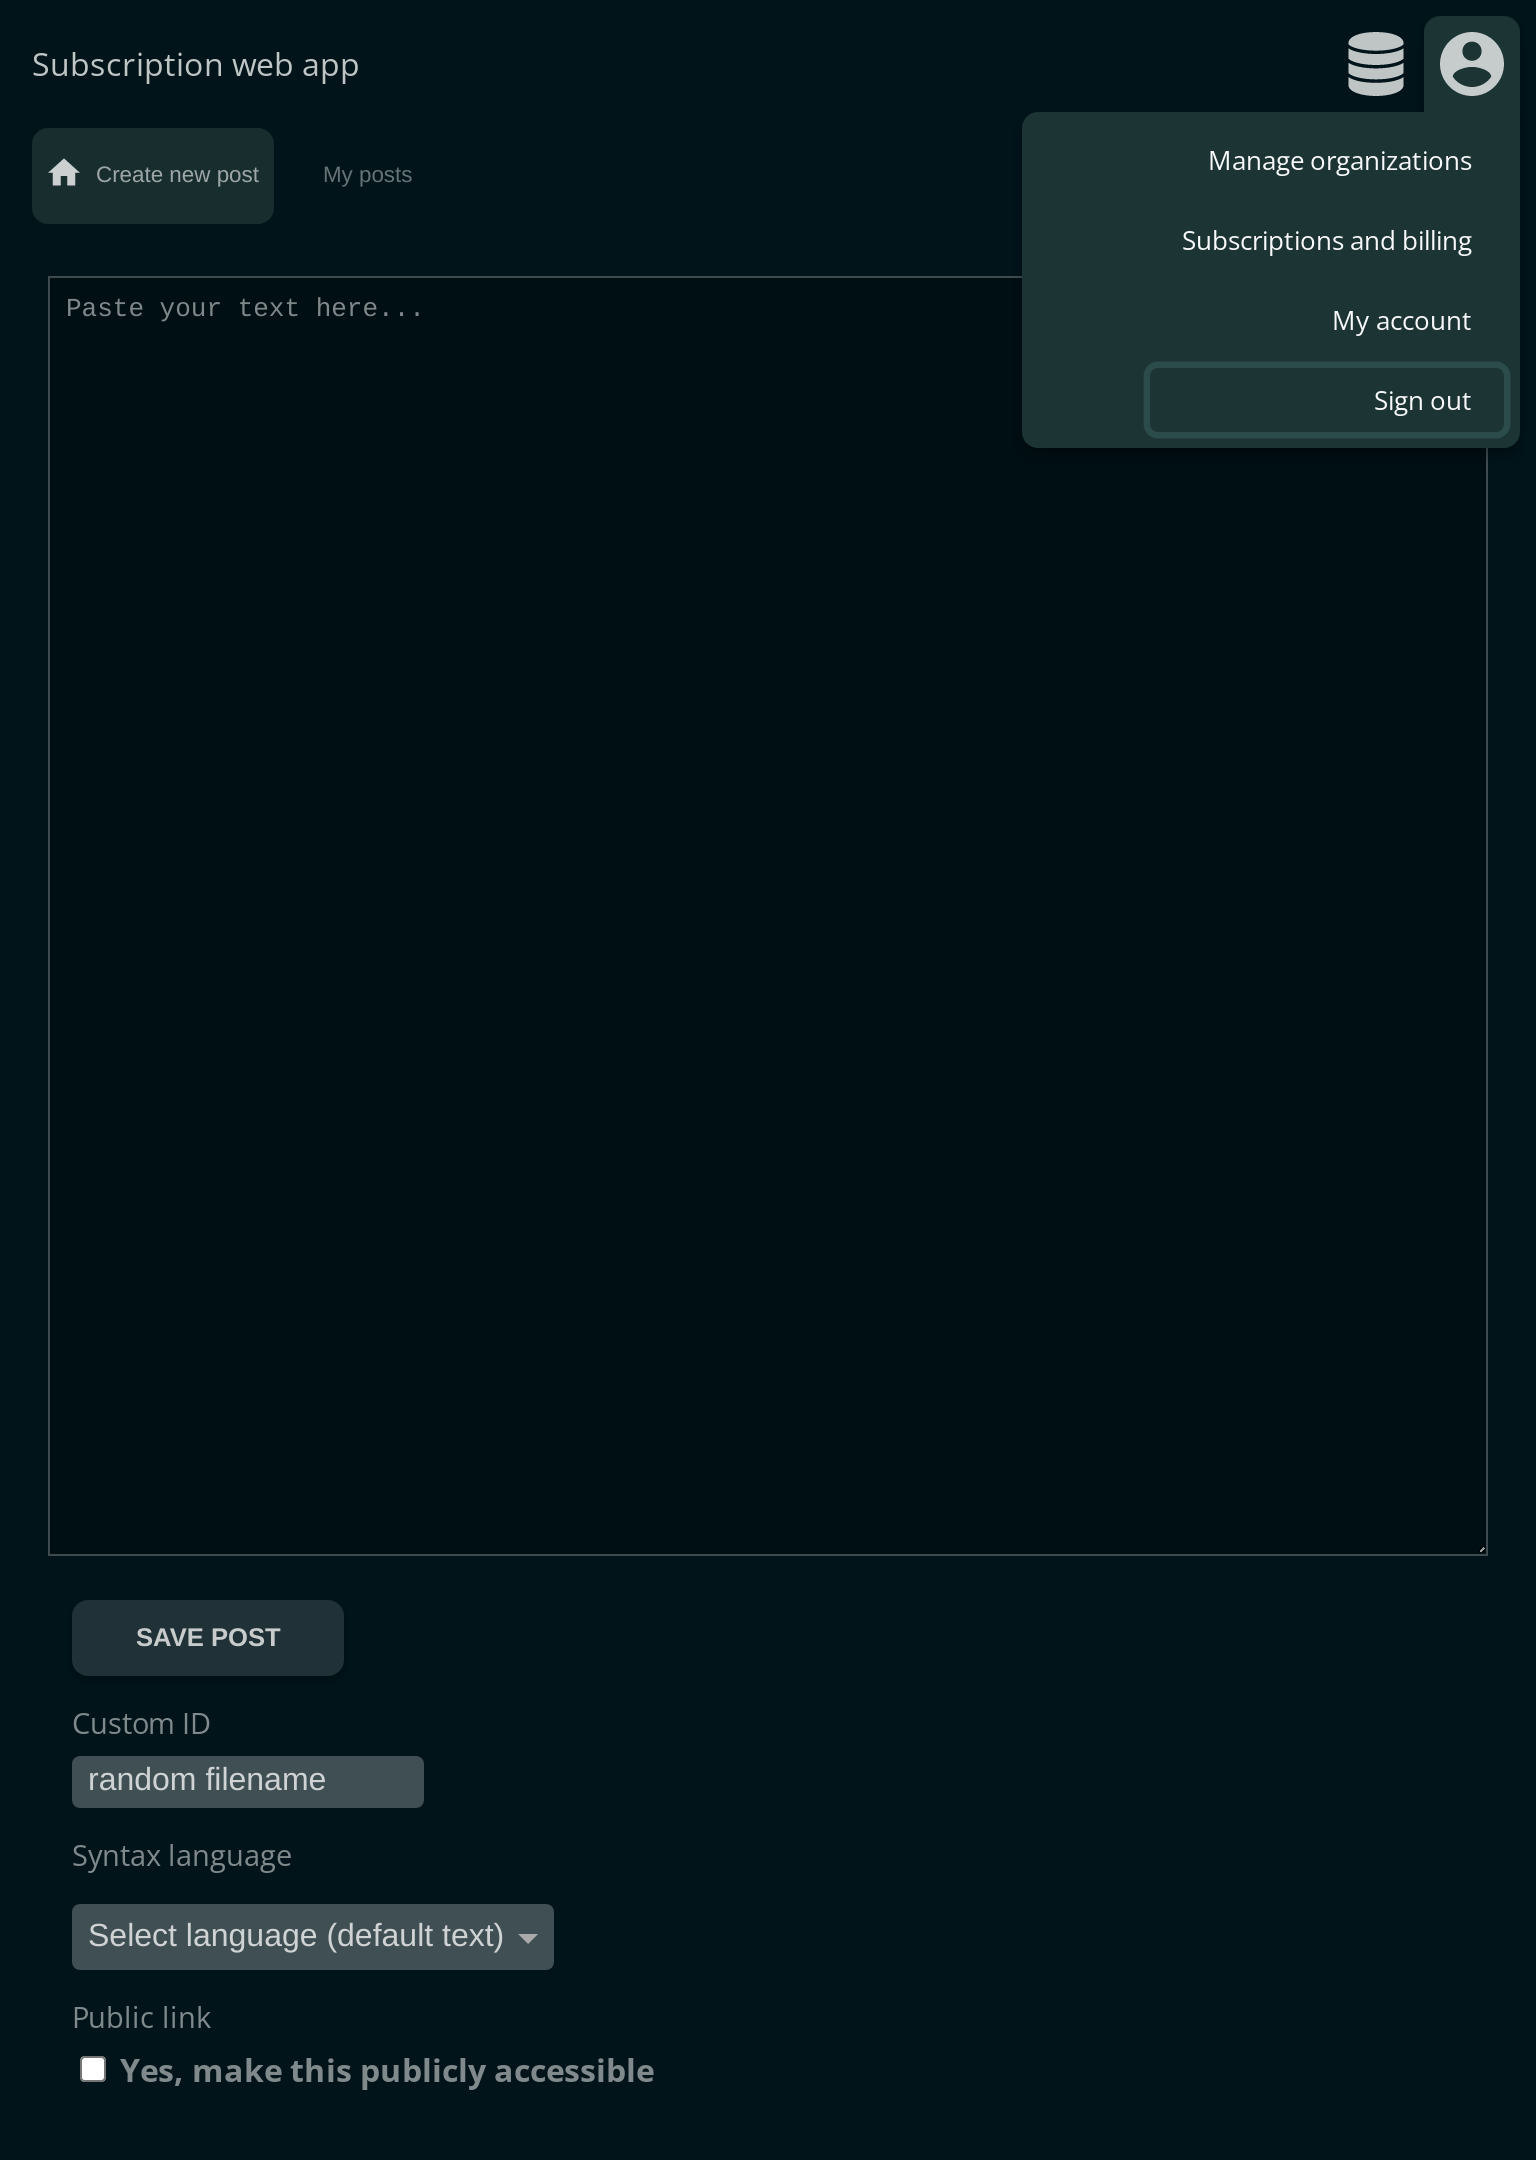 Subscription web app
Create new post
My posts
Manage organizations
Subscriptions and billing
My account
Sign out
Paste your text here...
SAVE POST
Custom ID
random filename
Syntax language
Select language (default text)
Public link
Yes, make this publicly accessible